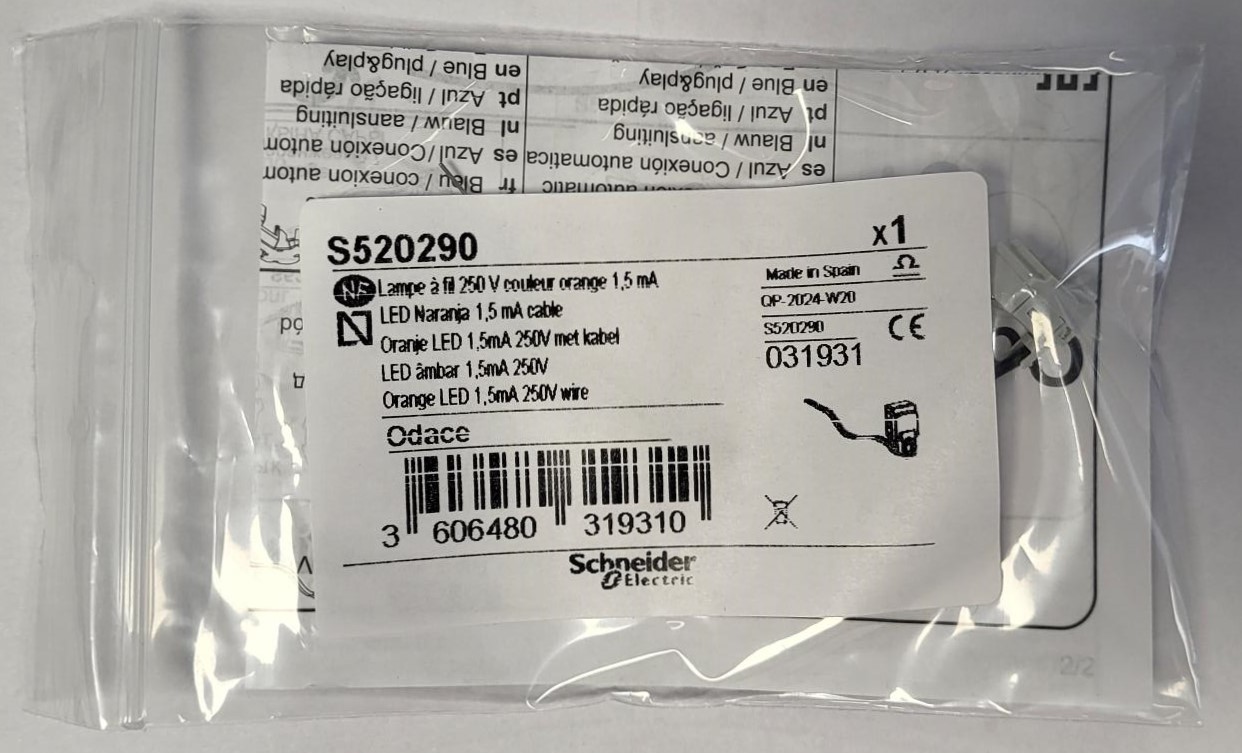 en Blue / plug&play
pt Azul / ligação rápida
nl Blauw / aansluiting
es Azul / Conexión autom
fr Bleu / conexion autom
en Blue / plug&play
pt Azul / ligação rápida
nl Blauw / aansluiting
es Azul / Conexión automatica
automatic
S520290
x1
NF
Lampe à fil 250 V couleur orange 1,5 mA
LED Naranja 1,5 mA cable
Oranje LED 1,5mA 250V met kabel
LED âmbar 1,5mA 250V
Orange LED 1,5mA 250V wire
Made in Spain
Ω
QP-2024-W20
S520290
CE
031931
Odace
3 606480 319310
Schneider
Electric
2/2